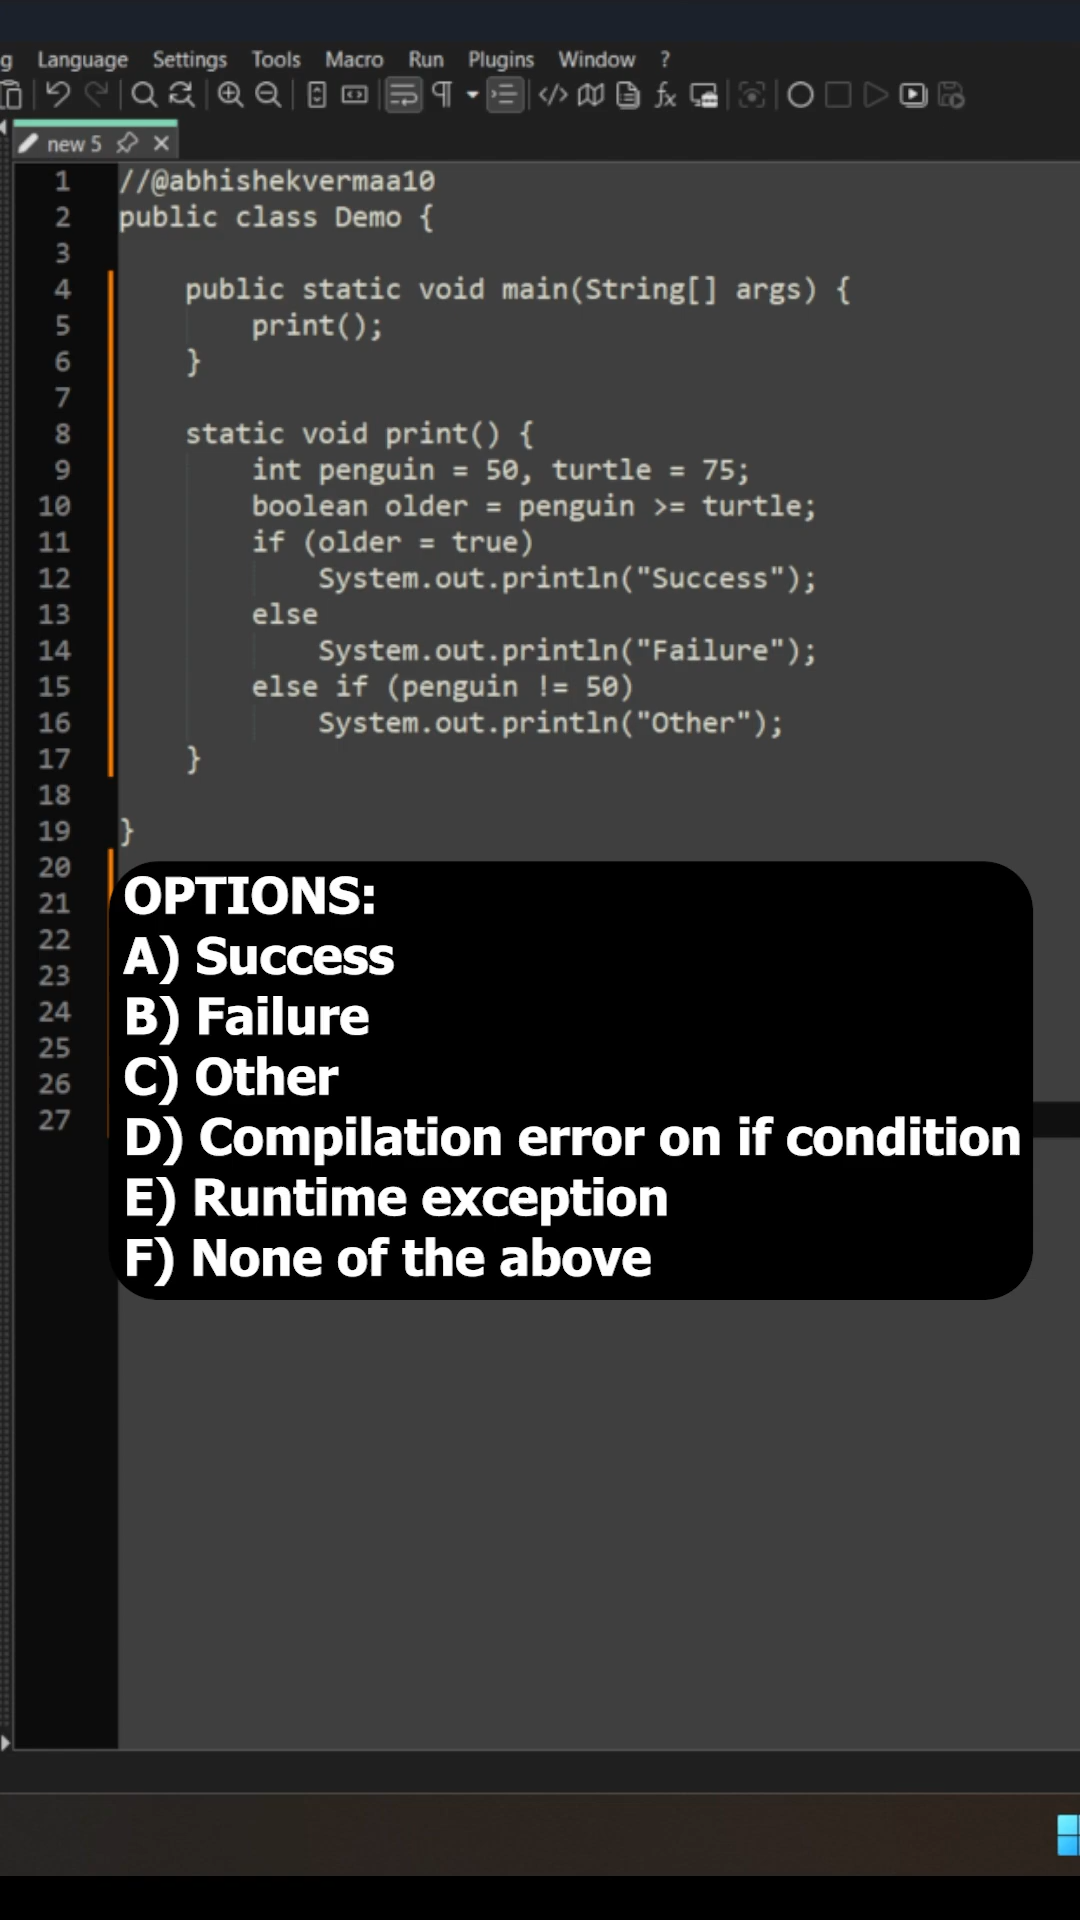 g Language Settings Tools Macro Run Plugins Window ?
new 5
1 //@abhishekvermaa10
2 public class Demo {
3
4     public static void main(String[] args) {
5         print();
6     }
7
8     static void print() {
9         int penguin = 50, turtle = 75;
10         boolean older = penguin >= turtle;
11         if (older = true)
12             System.out.println("Success");
13         else
14             System.out.println("Failure");
15         else if (penguin != 50)
16             System.out.println("Other");
17     }
18
19 }
20
21
22
23
24
25
26
27
OPTIONS:
A) Success
B) Failure
C) Other
D) Compilation error on if condition
E) Runtime exception
F) None of the above